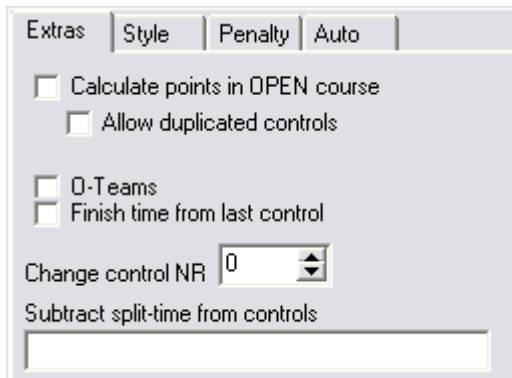 Extras Style Penalty Auto
Calculate points in OPEN course
Allow duplicated controls
O-Teams
Finish time from last control
Change control NR 0
Subtract split-time from controls